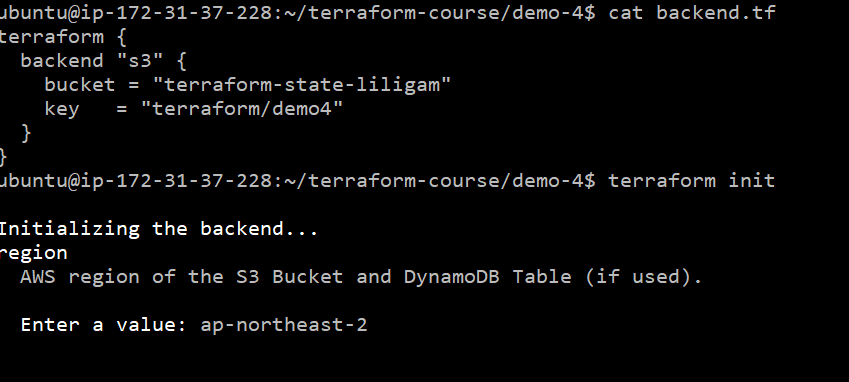 ubuntu@ip-172-31-37-228:~/terraform-course/demo-4$ cat backend.tf
terraform {
  backend "s3" {
    bucket = "terraform-state-liligam"
    key   = "terraform/demo4"
  }
}
ubuntu@ip-172-31-37-228:~/terraform-course/demo-4$ terraform init
Initializing the backend...
region
  AWS region of the S3 Bucket and DynamoDB Table (if used).
  Enter a value: ap-northeast-2